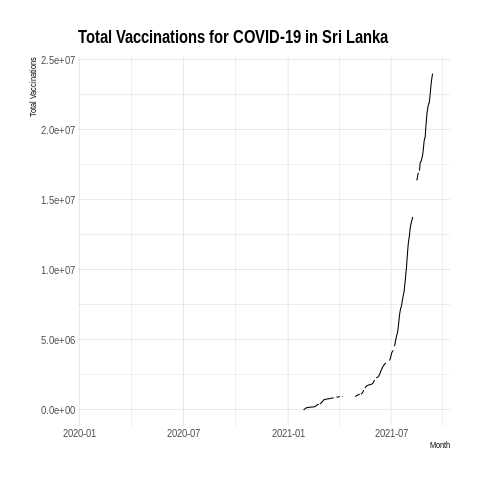 Total Vaccinations for COVID-19 in Sri Lanka
Total Vaccinations
2.5e+07
2.0e+07
1.5e+07
1.0e+07
5.0e+06
0.0e+00
2020-01 2020-07 2021-01 2021-07
Month